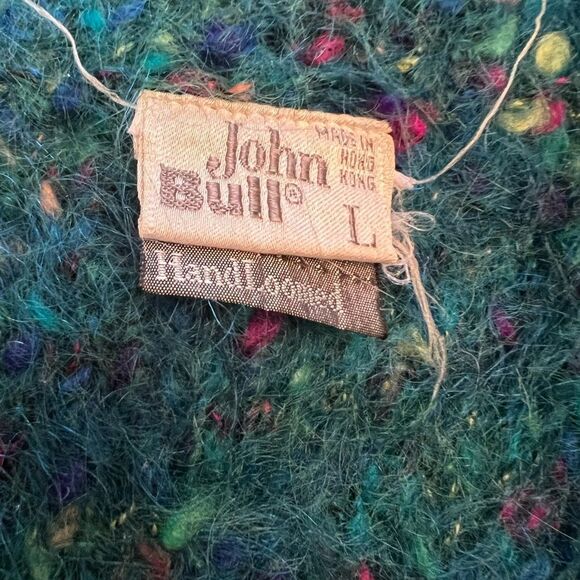 John
Bull®
MADE IN
HONG
KONG
L
HandLoomed